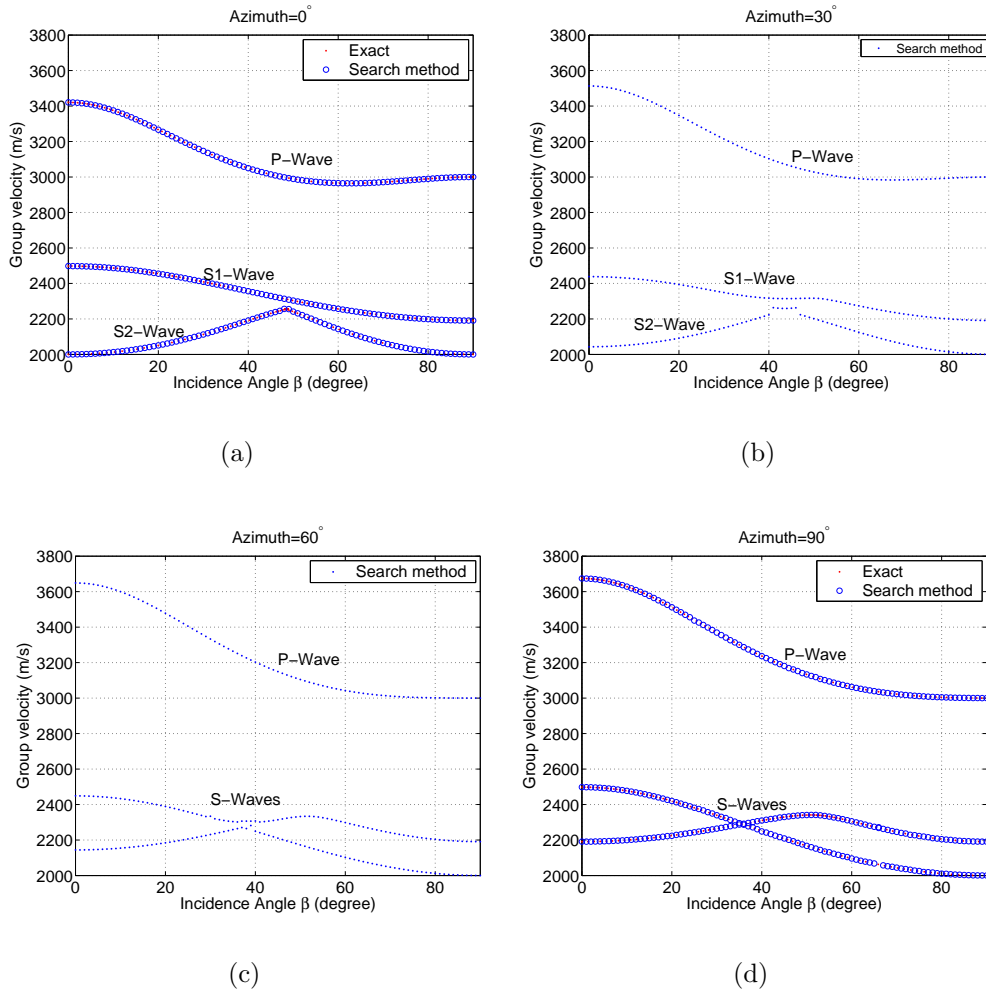 Azimuth=0°
3800
3600
3400
3200
3000
2800
2600
2400
2200
2000
Group velocity (m/s)
Exact
Search method
P-Wave
S1-Wave
S2-Wave
0 20 40 60 80
Incidence Angle β (degree)
(a)
Azimuth=30°
3800
3600
3400
3200
3000
2800
2600
2400
2200
2000
Group velocity (m/s)
Search method
P-Wave
S1-Wave
S2-Wave
0 20 40 60 80
Incidence Angle β (degree)
(b)
Azimuth=60°
3800
3600
3400
3200
3000
2800
2600
2400
2200
2000
Group velocity (m/s)
Search method
P-Wave
S-Waves
0 20 40 60 80
Incidence Angle β (degree)
(c)
Azimuth=90°
3800
3600
3400
3200
3000
2800
2600
2400
2200
2000
Group velocity (m/s)
Exact
Search method
P-Wave
S-Waves
0 20 40 60 80
Incidence Angle β (degree)
(d)